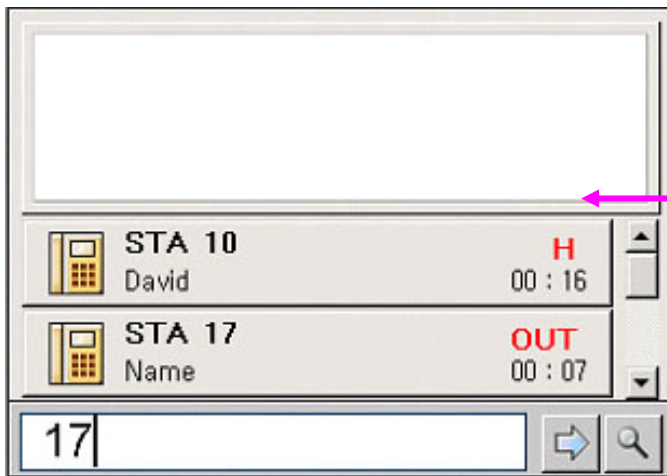 STA 10
H
David
00 : 16
STA 17
OUT
Name
00 : 07
17